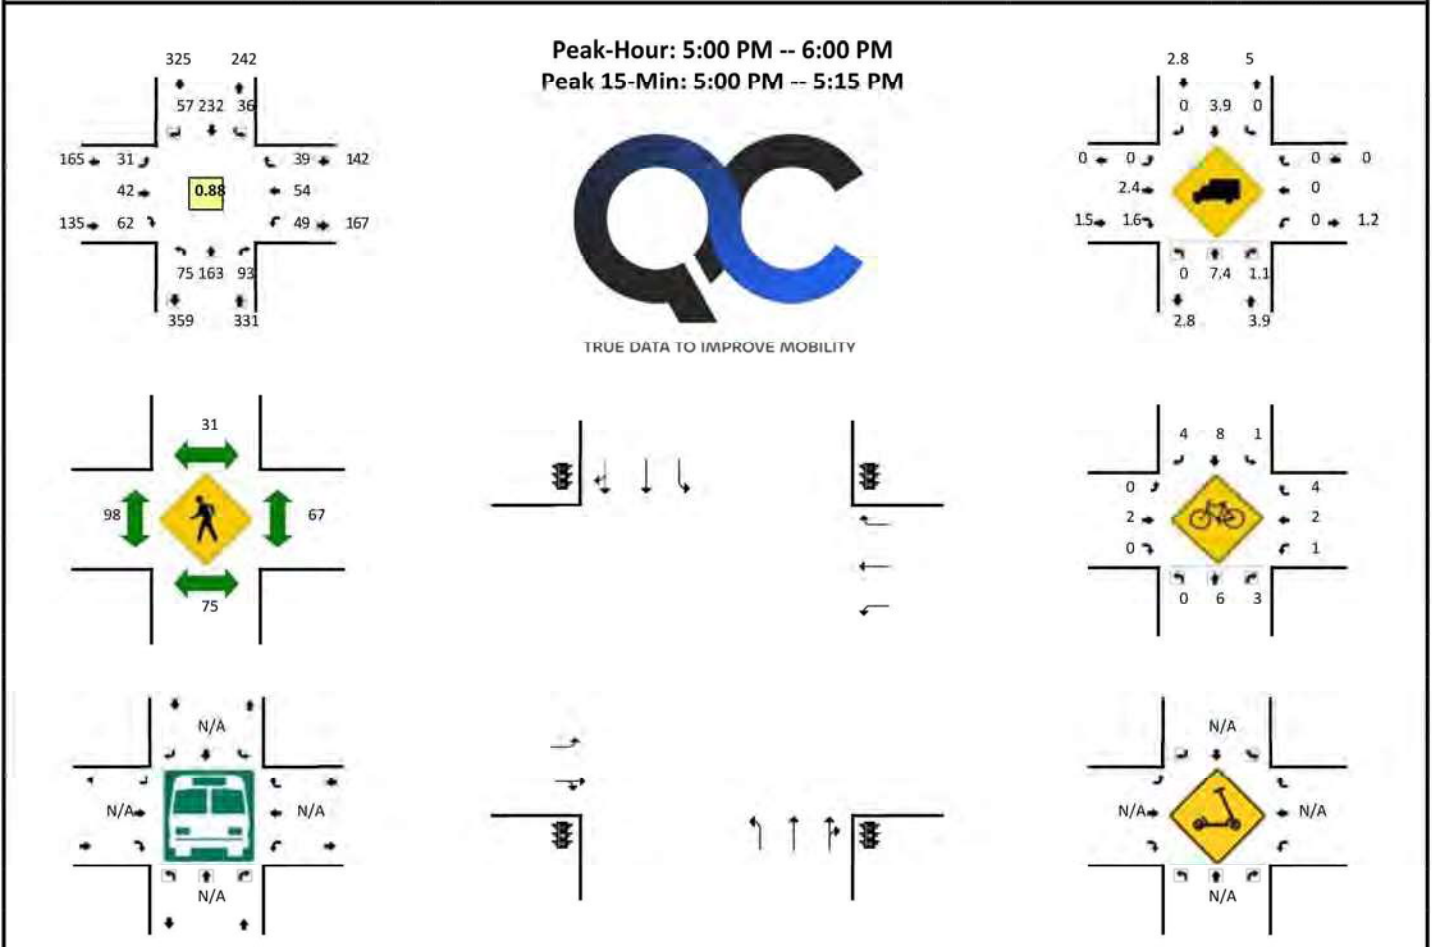 Peak-Hour: 5:00 PM -- 6:00 PM
Peak 15-Min: 5:00 PM -- 5:15 PM
325 242
57 232 36
165 31 39 142
42 0.88 54
135 62 49 167
75 163 93
359 331
QC
TRUE DATA TO IMPROVE MOBILITY
2.8 5
0 3.9 0
0 0 0 0
2.4 0
1.5 1.6 0 1.2
0 7.4 1.1
2.8 3.9
31
98 67
75
4 8 1
0 4
2 2
0 1
0 6 3
N/A
N/A N/A
N/A
N/A
N/A N/A
N/A